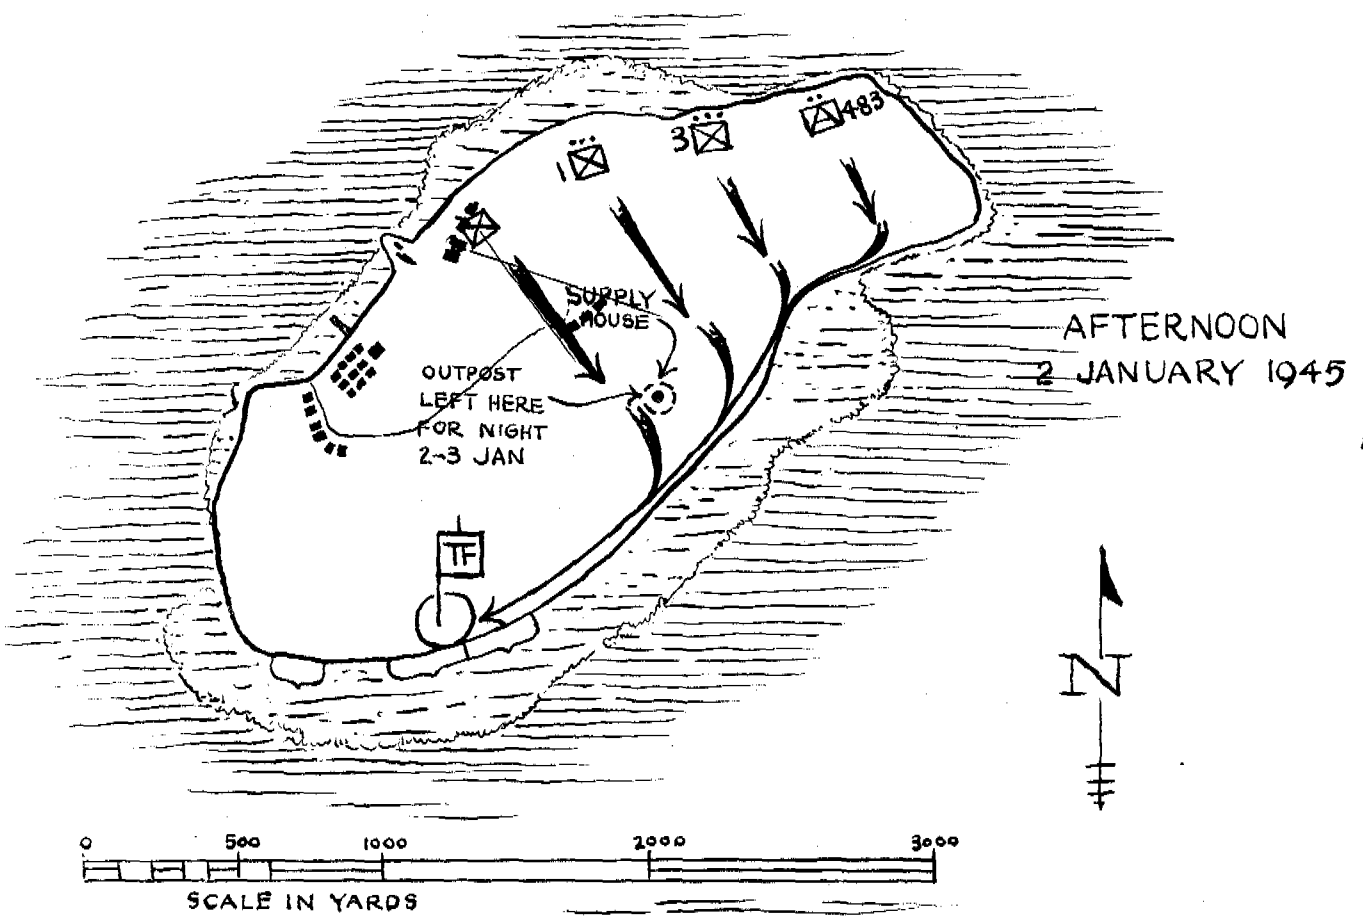 483
3
1
SUPPLY
HOUSE
AFTERNOON
2 JANUARY 1945
OUTPOST
LEFT HERE
FOR NIGHT
2-3 JAN
TF
N
0 500 1000 2000 3000
SCALE IN YARDS